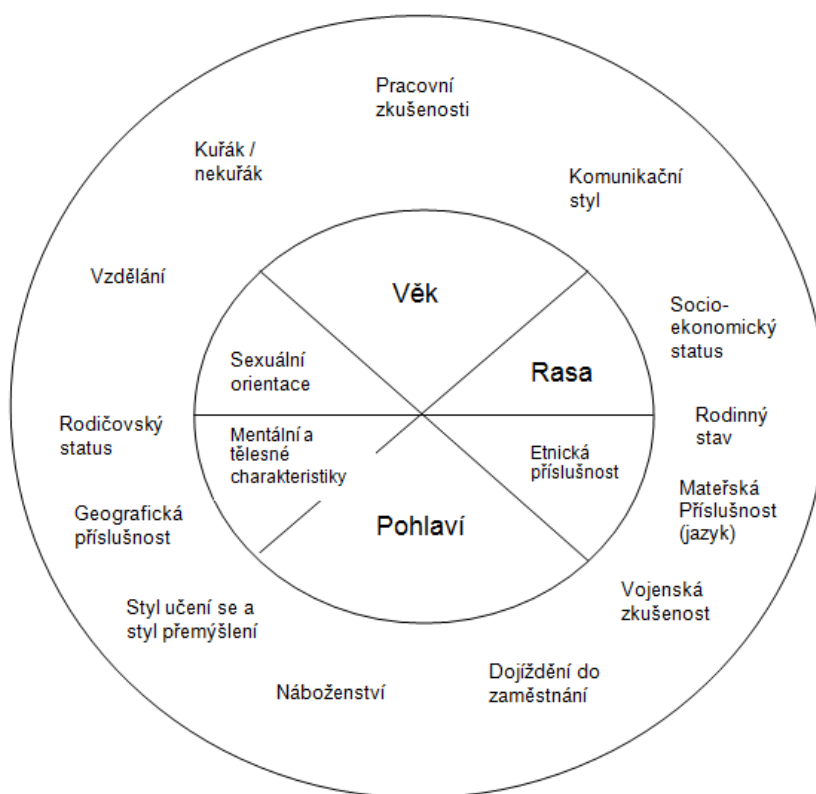 Pracovní
zkušenosti
Kuřák /
nekuřák
Komunikační
styl
Vzdělání
Věk
Socio-
ekonomický
status
Sexuální
orientace
Rasa
Rodičovský
status
Rodinný
stav
Mentální a
tělesné
charakteristiky
Etnická
příslušnost
Mateřská
Příslušnost
(jazyk)
Geografická
příslušnost
Pohlaví
Vojenská
zkušenost
Styl učení se a
styl přemýšlení
Dojíždění do
zaměstnání
Náboženství